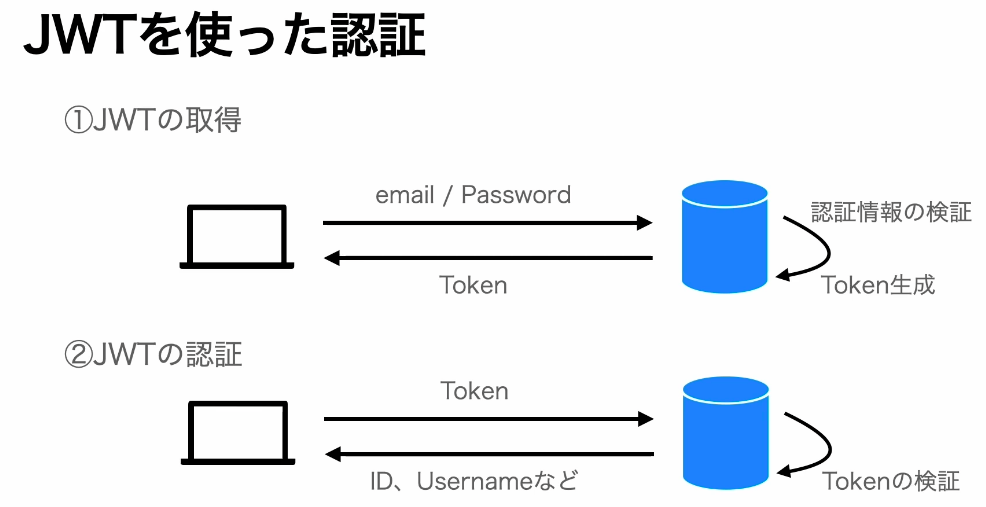 JWTを使った認証
①JWTの取得
email / Password
認証情報の検証
Token
Token生成
②JWTの認証
Token
ID、Usernameなど
Tokenの検証